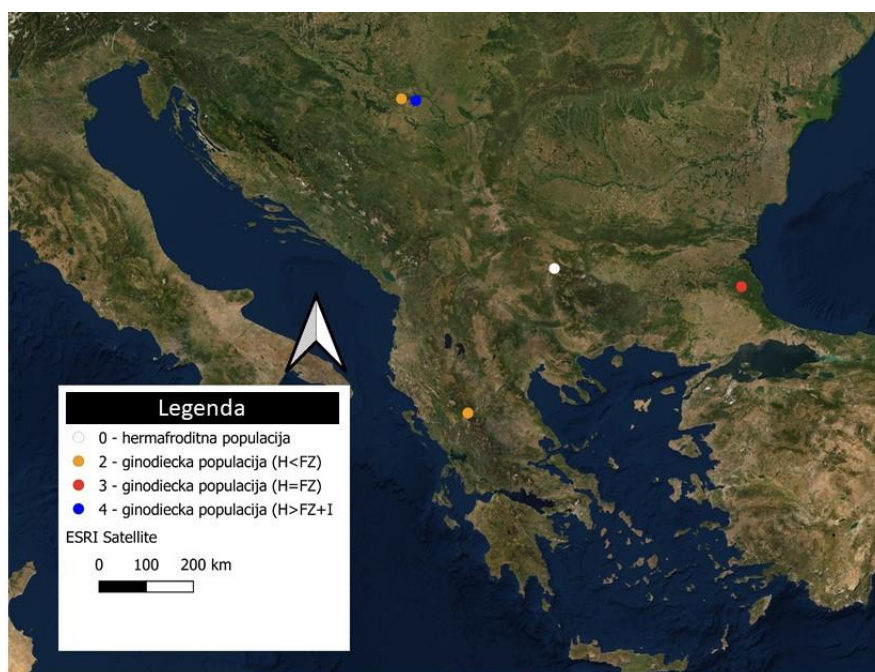 Legenda
0 - hermafroditna populacija
2 - ginodiecka populacija (H<FZ)
3 - ginodiecka populacija (H=FZ)
4 - ginodiecka populacija (H>FZ+I
ESRI Satellite
0 100 200 km